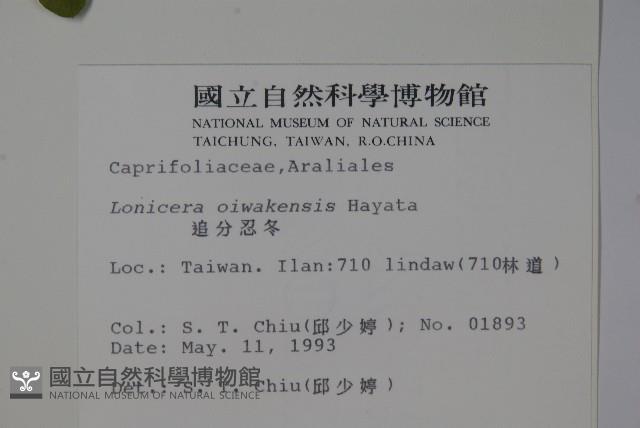 國立自然科學博物館
NATIONAL MUSEUM OF NATURAL SCIENCE
TAICHUNG, TAIWAN, R.O.CHINA
Caprifoliaceae,Araliales
Lonicera oiwakensis Hayata
追分忍冬
Loc.: Taiwan. Ilan:710 lindaw(710林道)
Col.: S. T. Chiu(邱少婷); No. 01893
Date: May. 11, 1993
Det.: S. T. Chiu(邱少婷)
國立自然科學博物館
NATIONAL MUSEUM OF NATURAL SCIENCE